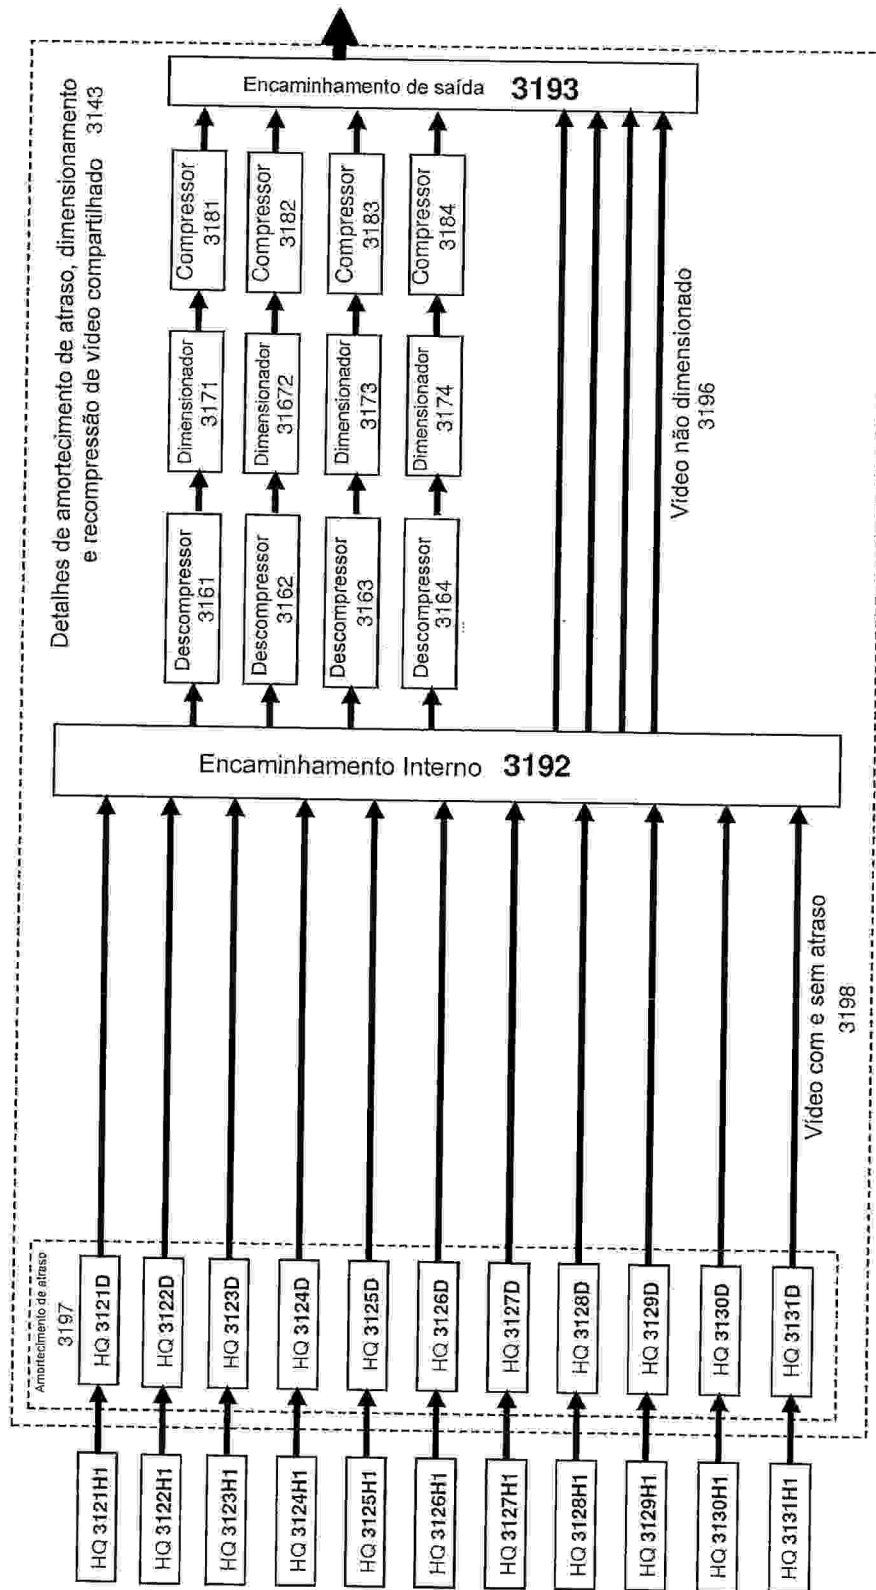 Encaminhamento de saída 3193
Detalhes de amortecimento de atraso, dimensionamento
e recompressão de vídeo compartilhado 3143
Compressor
3181
Compressor
3182
Compressor
3183
Compressor
3184
Dimensionador
3171
Dimensionador
31672
Dimensionador
3173
Dimensionador
3174
Descompressor
3161
Descompressor
3162
Descompressor
3163
Descompressor
3164
Vídeo não dimensionado
3196
Encaminhamento Interno 3192
Vídeo com e sem atraso
3198
Amortecimento de atraso
3197
HQ 3121D
HQ 3122D
HQ 3123D
HQ 3124D
HQ 3125D
HQ 3126D
HQ 3127D
HQ 3128D
HQ 3129D
HQ 3130D
HQ 3131D
HQ 3121H1
HQ 3122H1
HQ 3123H1
HQ 3124H1
HQ 3125H1
HQ 3126H1
HQ 3127H1
HQ 3128H1
HQ 3129H1
HQ 3130H1
HQ 3131H1